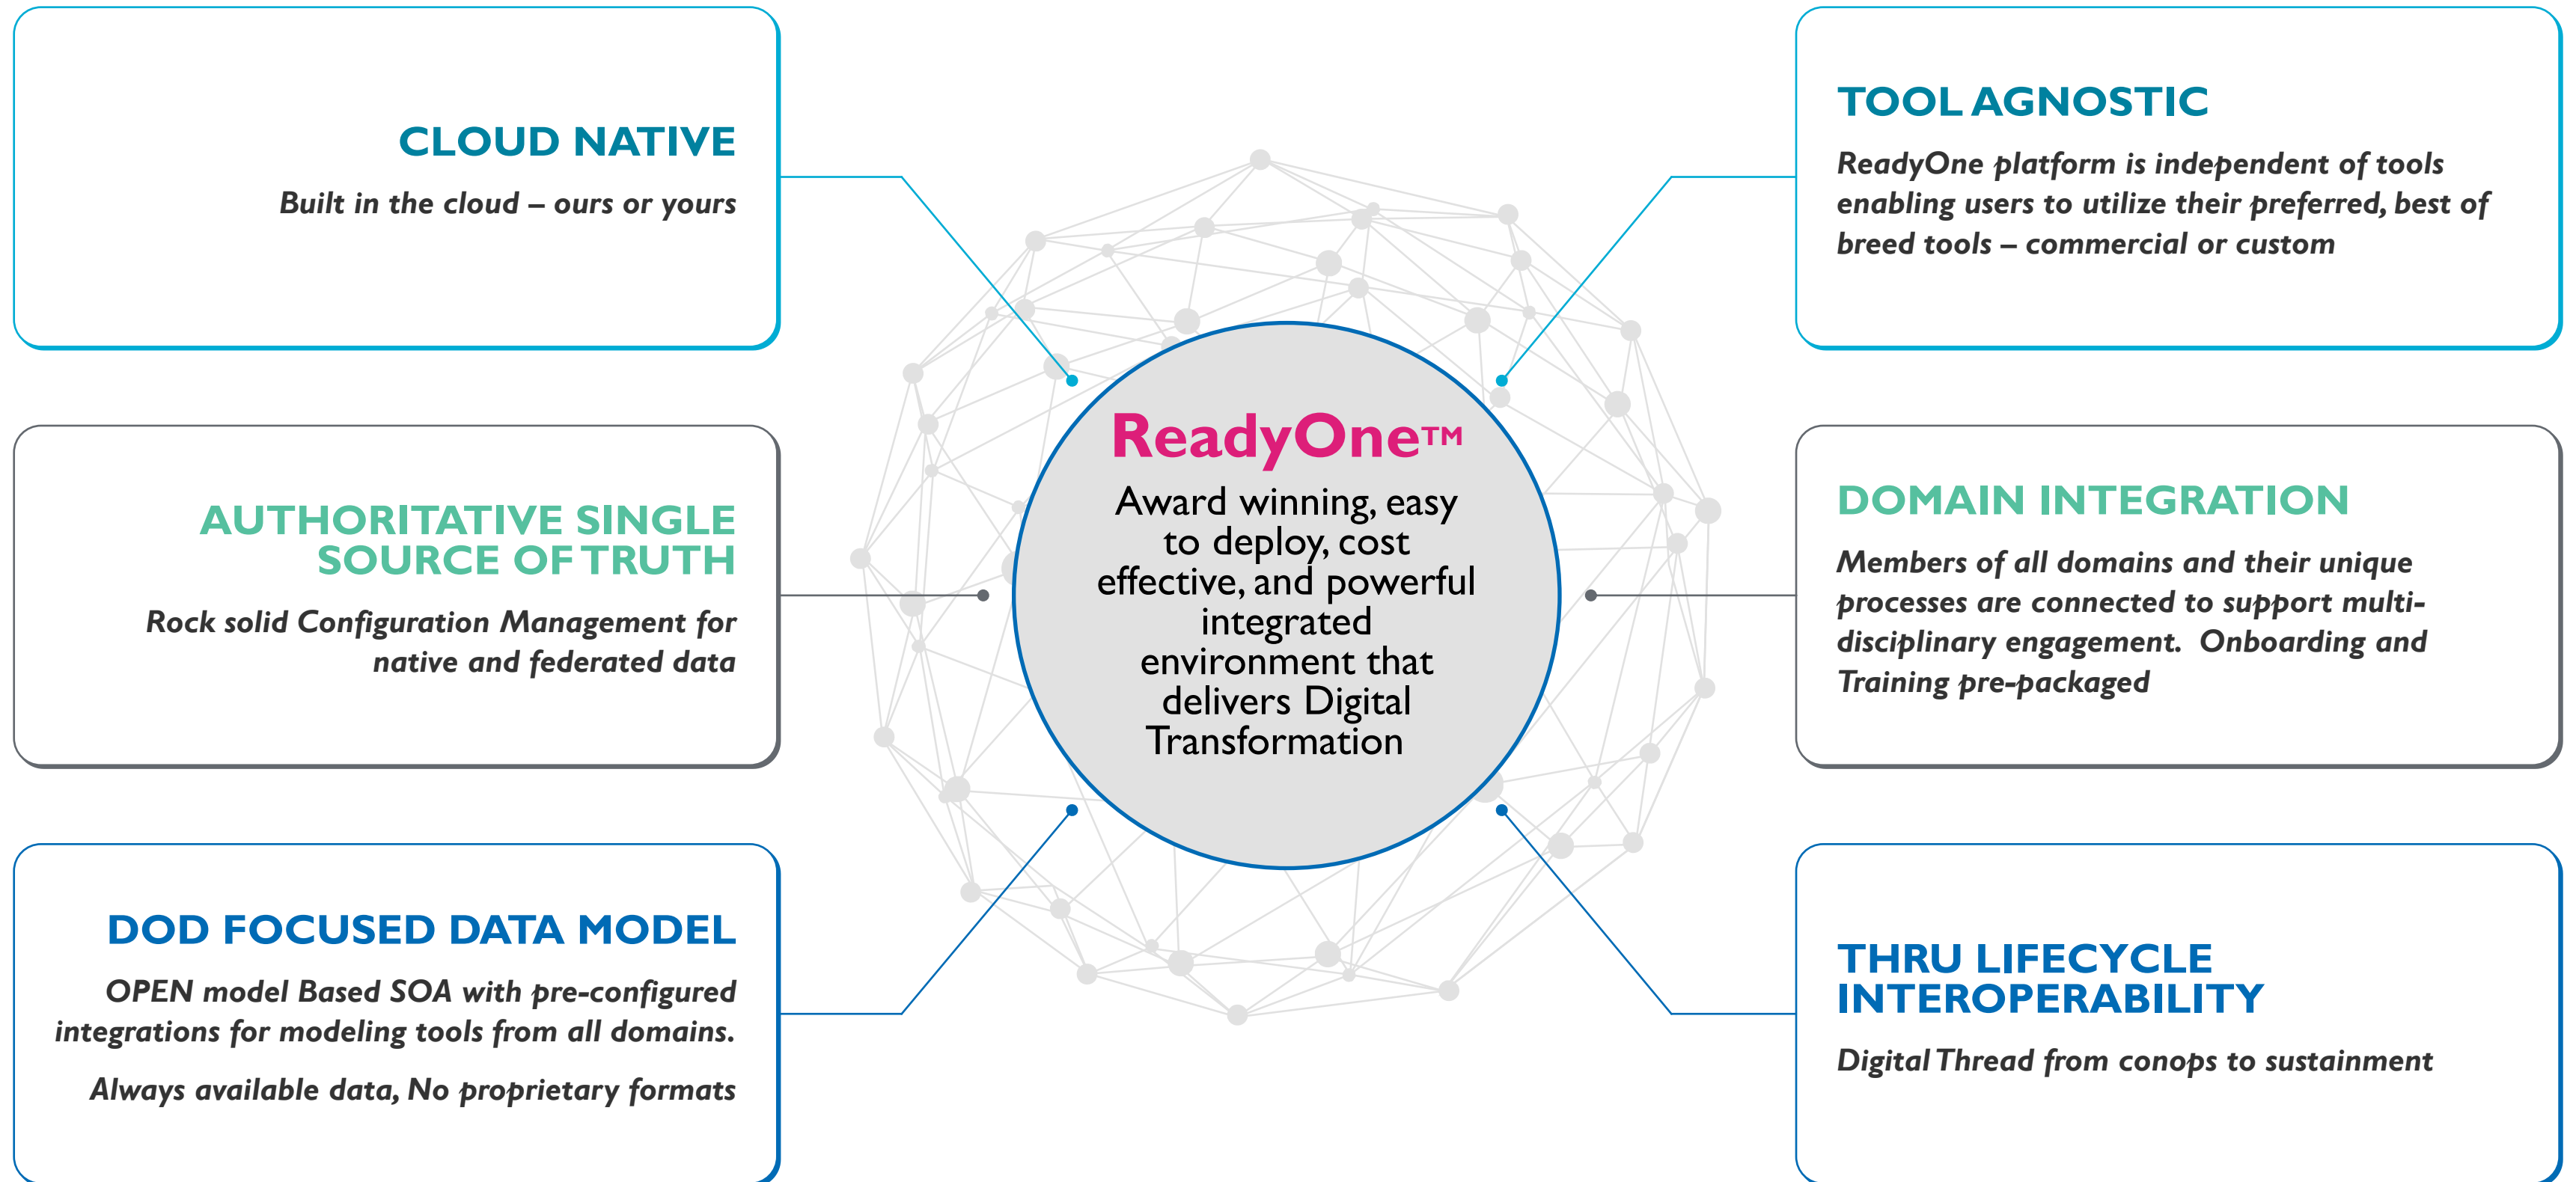 CLOUD NATIVE
Built in the cloud – ours or yours
AUTHORITATIVE SINGLE
SOURCE OF TRUTH
Rock solid Configuration Management for
native and federated data
DOD FOCUSED DATA MODEL
OPEN model Based SOA with pre-configured
integrations for modeling tools from all domains.
Always available data, No proprietary formats
ReadyOne™
Award winning, easy
to deploy, cost
effective, and powerful
integrated
environment that
delivers Digital
Transformation
TOOL AGNOSTIC
ReadyOne platform is independent of tools
enabling users to utilize their preferred, best of
breed tools – commercial or custom
DOMAIN INTEGRATION
Members of all domains and their unique
processes are connected to support multi-
disciplinary engagement.  Onboarding and
Training pre-packaged
THRU LIFECYCLE
INTEROPERABILITY
Digital Thread from conops to sustainment